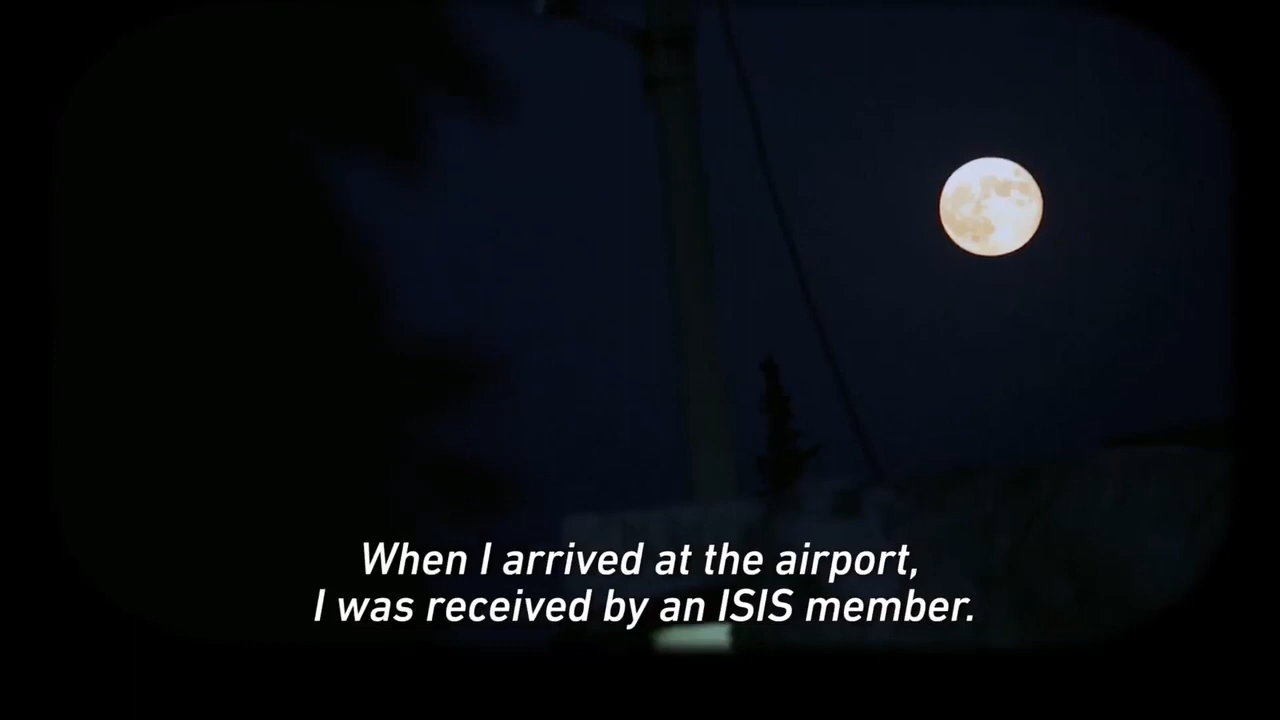 When I arrived at the airport,
I was received by an ISIS member.